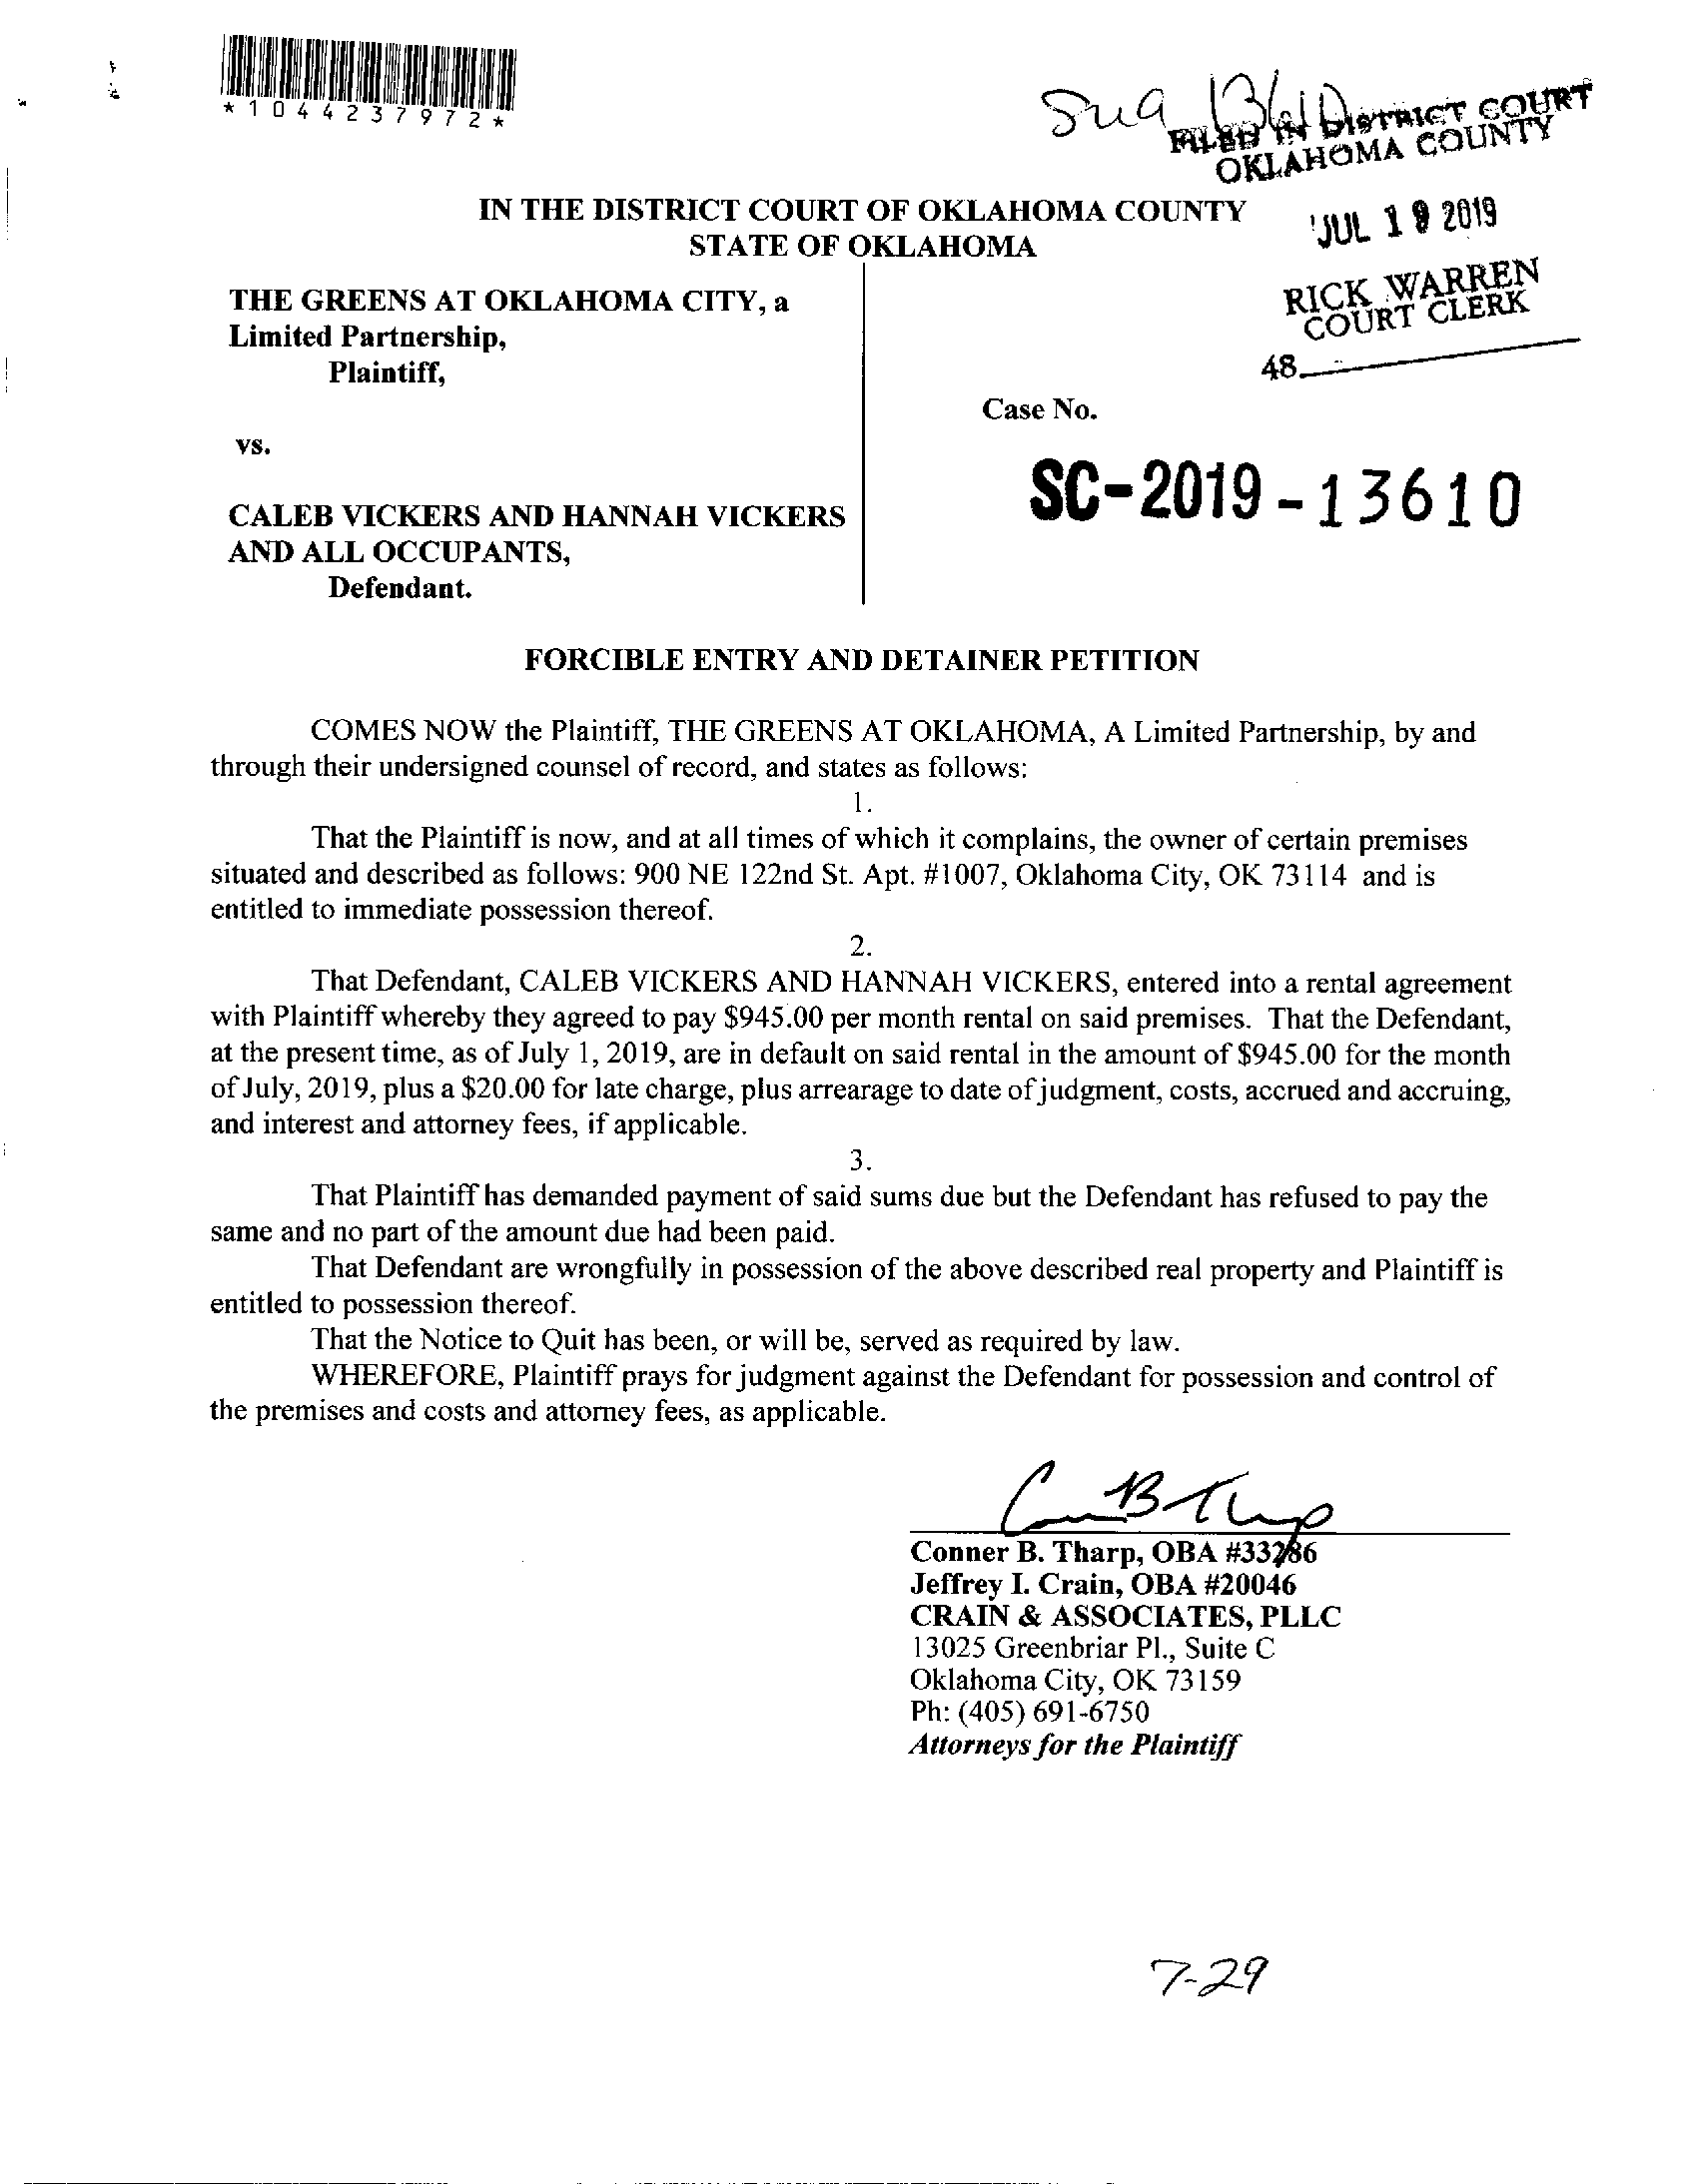 *1044237972*
FILED IN DISTRICT COURT
OKLAHOMA COUNTY
JUL 19 2019
RICK WARREN
COURT CLERK
48
IN THE DISTRICT COURT OF OKLAHOMA COUNTY
STATE OF OKLAHOMA
THE GREENS AT OKLAHOMA CITY, a
Limited Partnership,
Plaintiff,
vs.
CALEB VICKERS AND HANNAH VICKERS
AND ALL OCCUPANTS,
Defendant.
Case No.
SC-2019-13610
FORCIBLE ENTRY AND DETAINER PETITION
COMES NOW the Plaintiff, THE GREENS AT OKLAHOMA, A Limited Partnership, by and
through their undersigned counsel of record, and states as follows:
1.
That the Plaintiff is now, and at all times of which it complains, the owner of certain premises
situated and described as follows: 900 NE 122nd St. Apt. #1007, Oklahoma City, OK 73114 and is
entitled to immediate possession thereof.
2.
That Defendant, CALEB VICKERS AND HANNAH VICKERS, entered into a rental agreement
with Plaintiff whereby they agreed to pay $945.00 per month rental on said premises. That the Defendant,
at the present time, as of July 1, 2019, are in default on said rental in the amount of $945.00 for the month
of July, 2019, plus a $20.00 for late charge, plus arrearage to date of judgment, costs, accrued and accruing,
and interest and attorney fees, if applicable.
3.
That Plaintiff has demanded payment of said sums due but the Defendant has refused to pay the
same and no part of the amount due had been paid.
That Defendant are wrongfully in possession of the above described real property and Plaintiff is
entitled to possession thereof.
That the Notice to Quit has been, or will be, served as required by law.
WHEREFORE, Plaintiff prays for judgment against the Defendant for possession and control of
the premises and costs and attorney fees, as applicable.
Conner B. Tharp, OBA #33286
Jeffrey I. Crain, OBA #20046
CRAIN & ASSOCIATES, PLLC
13025 Greenbriar Pl., Suite C
Oklahoma City, OK 73159
Ph: (405) 691-6750
Attorneys for the Plaintiff
7-29